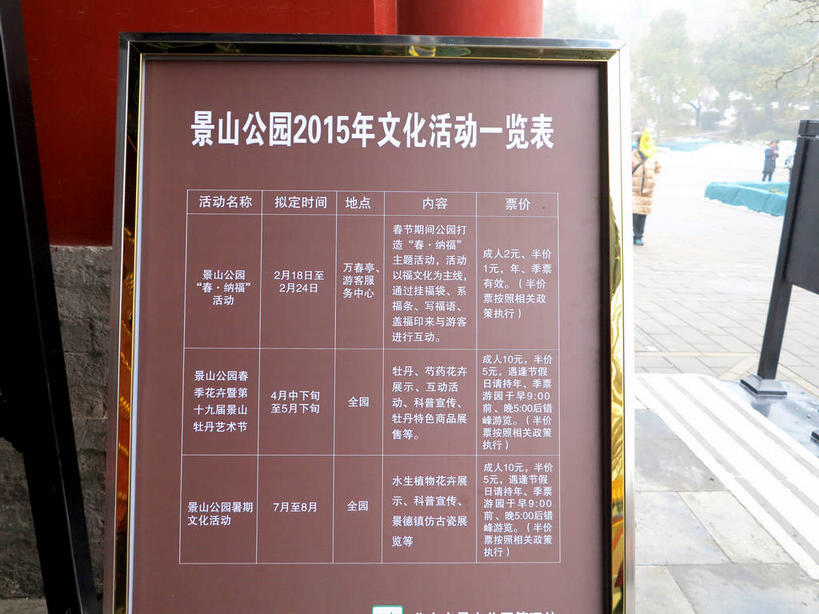 景山公园2015年文化活动一览表
活动名称 拟定时间 地点 内容 票价
景山公园
“春·纳福”
活动
2月18日至
2月24日
万春亭、
游客服
务中心
春节期间公园打
造“春·纳福”
主题活动，活动
以福文化为主线，
通过挂福袋、系
福条、写福语、
盖福印来与游客
进行互动。
成人2元、半价
1元，年、季票
有效。（半价
票按照相关政
策执行）
景山公园春
季花卉暨第
十九届景山
牡丹艺术节
4月中下旬
至5月下旬
全园
牡丹、芍药花卉
展示、互动活
动、科普宣传、
牡丹特色商品展
售等。
成人10元，半价
5元，遇逢节假
日请持年、季票
游园于早9:00
前、晚5:00后错
峰游览。（半价
票按照相关政策
执行）
景山公园暑期
文化活动
7月至8月
全园
水生植物花卉展
示、科普宣传、
景德镇仿古瓷展
览等
成人10元，半价
5元，遇逢节假
日请持年、季票
游园于早9:00
前、晚5:00后错
峰游览。（半价
票按照相关政策
执行）